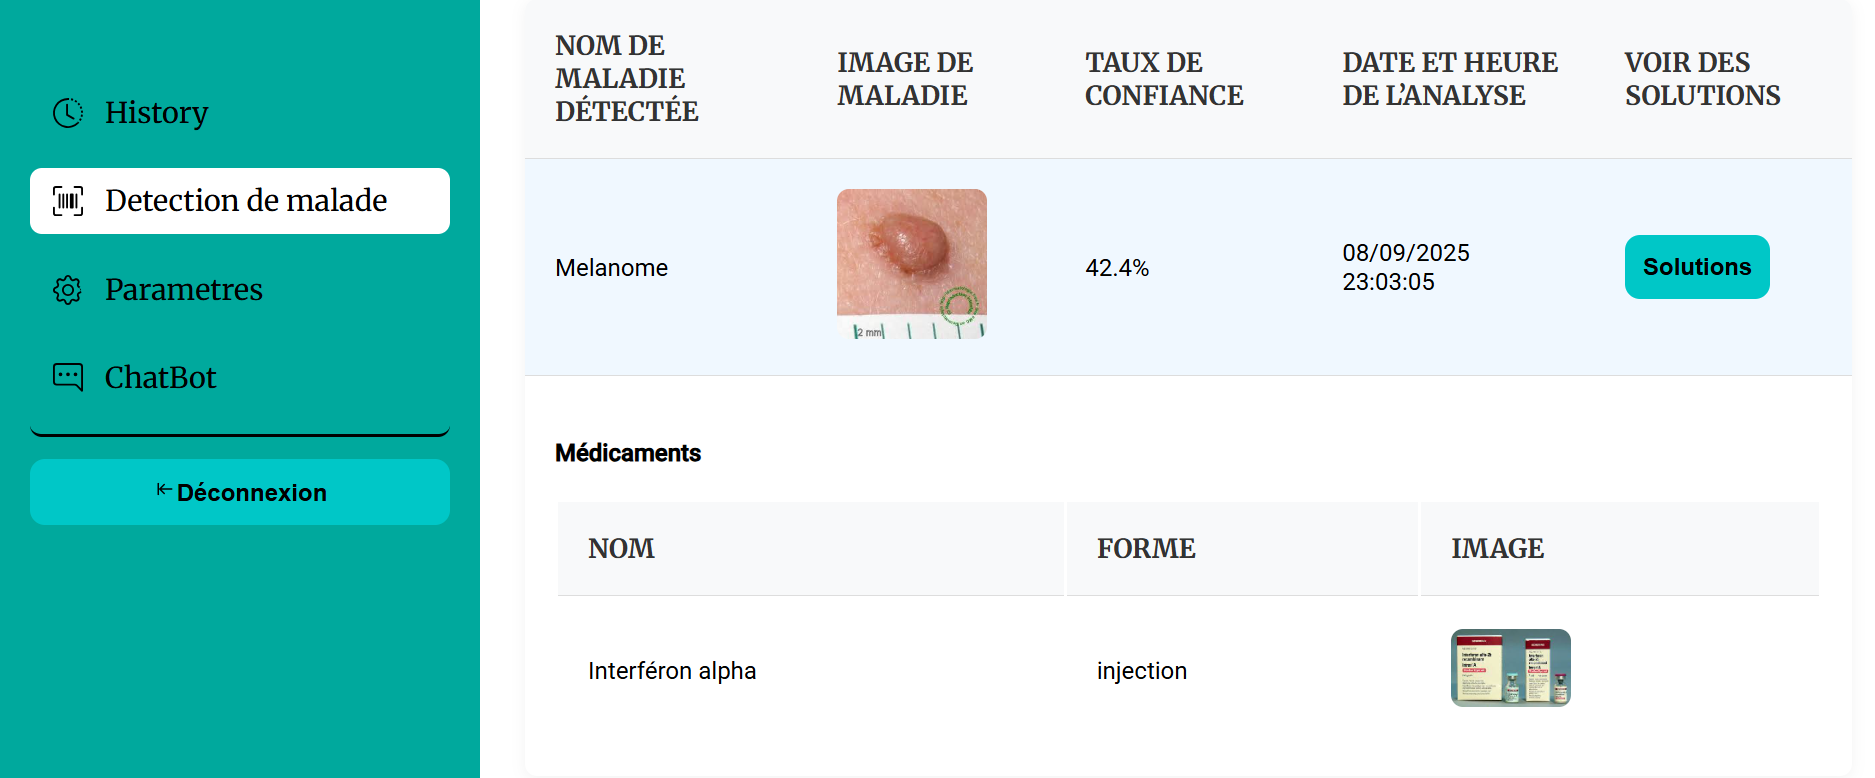 History
Detection de malade
Parametres
ChatBot
Déconnexion
NOM DE
MALADIE
DÉTECTÉE
IMAGE DE
MALADIE
TAUX DE
CONFIANCE
DATE ET HEURE
DE L’ANALYSE
VOIR DES
SOLUTIONS
Melanome
2 mm
42.4%
08/09/2025
23:03:05
Solutions
Médicaments
NOM
FORME
IMAGE
Interféron alpha
injection